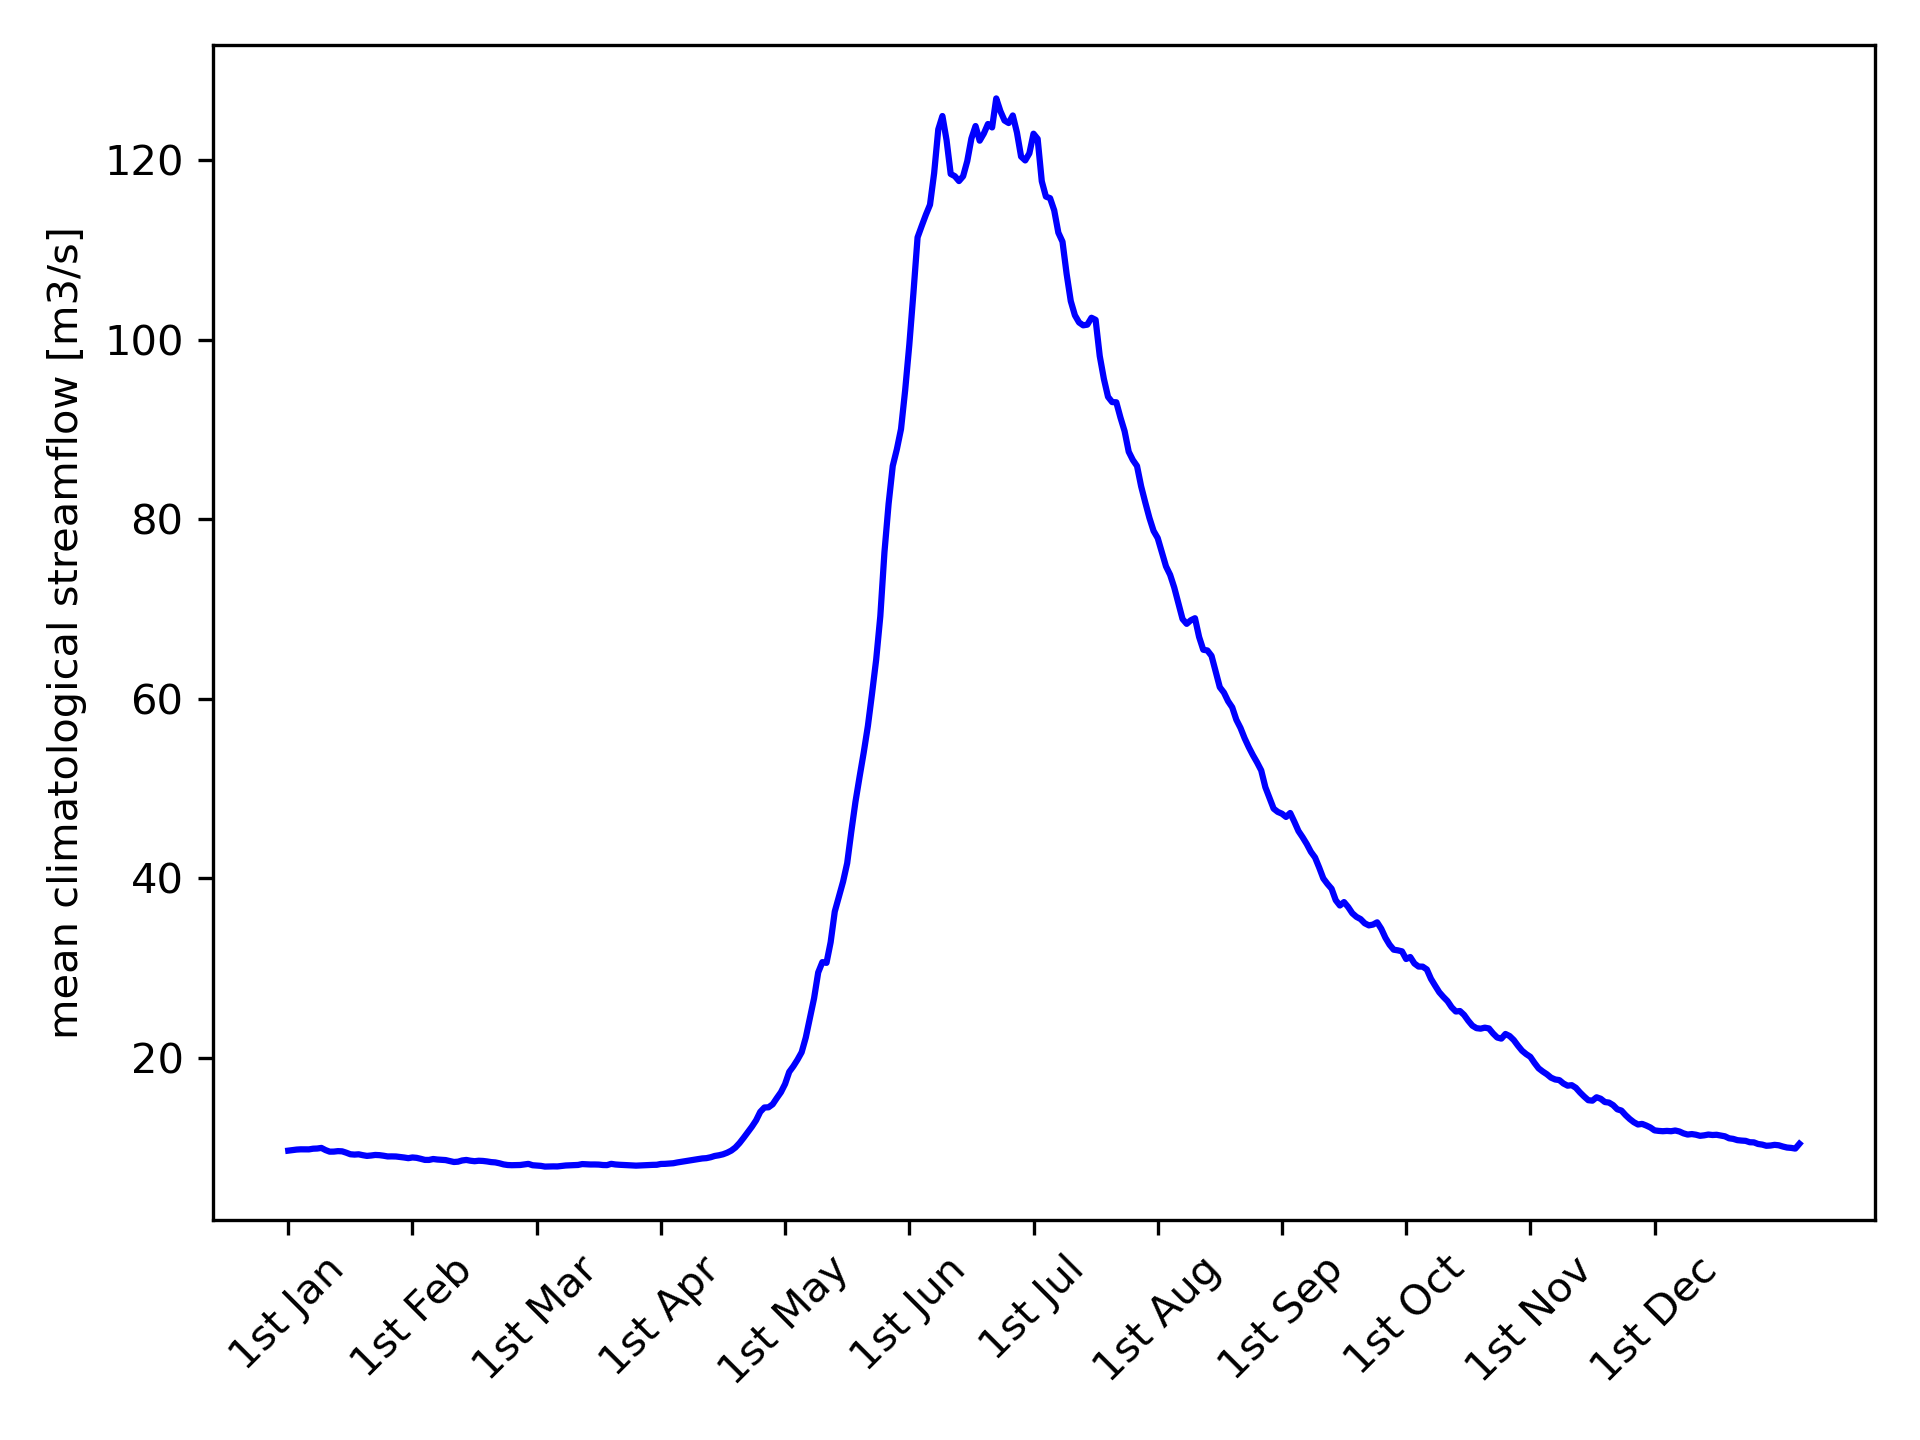 mean climatological streamflow [m3/s]
120
100
80
60
40
20
1st Jan
1st Feb
1st Mar
1st Apr
1st May
1st Jun
1st Jul
1st Aug
1st Sep
1st Oct
1st Nov
1st Dec